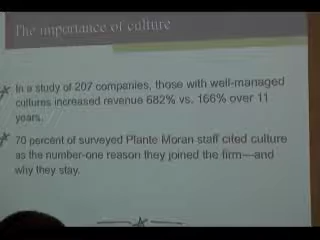 The importance of culture
In a study of 207 companies, those with well-managed
cultures increased revenue 682% vs. 166% over 11
years.
70 percent of surveyed Plante Moran staff cited culture
as the number-one reason they joined the firm—and
why they stay.